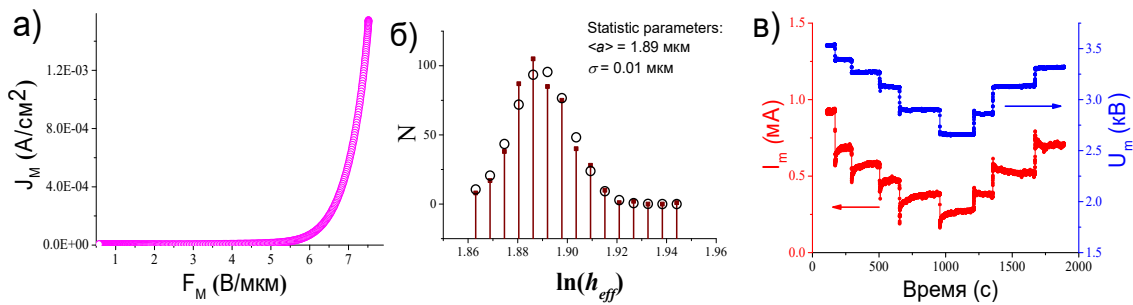 а)
J_M (А/см²)
1.2E-03
8.0E-04
4.0E-04
0.0E+00
1 2 3 4 5 6 7
F_M (В/мкм)
б)
Statistic parameters:
<a> = 1.89 мкм
σ = 0.01 мкм
N
100
50
0
1.86 1.88 1.90 1.92 1.94 1.96
ln(h_eff)
в)
I_m (мА)
1.5
1.0
0.5
0.0
3.5
3.0
2.5
2.0
1.5
U_m (кВ)
0 500 1000 1500 2000
Время (с)